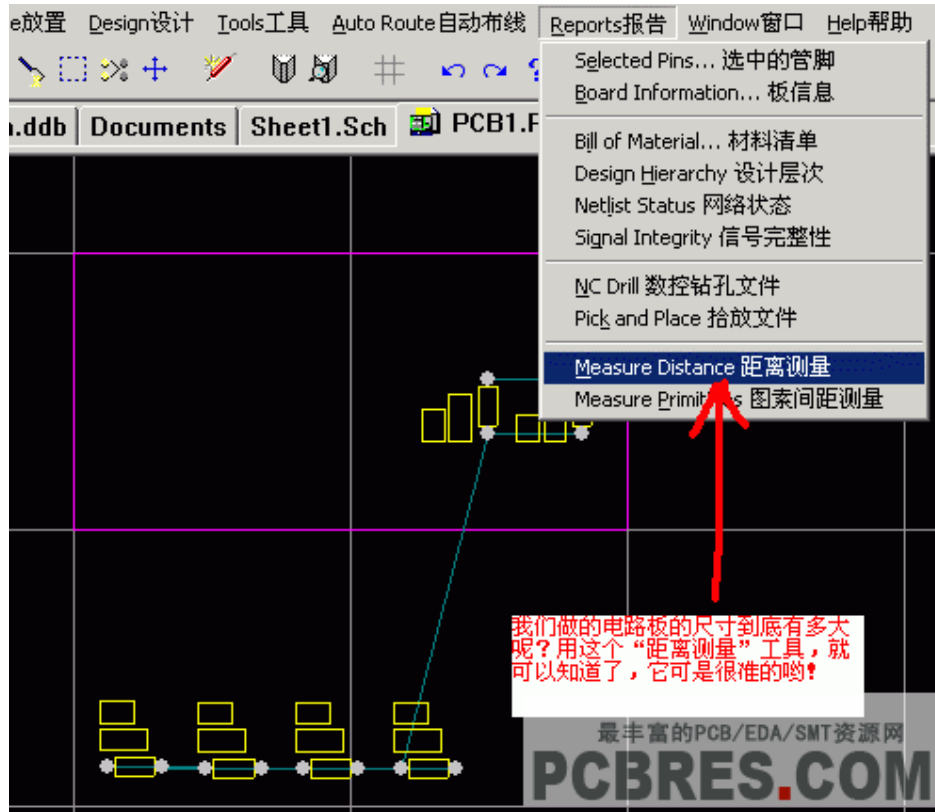 e放置 Design设计 Tools工具 Auto Route自动布线 Reports报告 Window窗口 Help帮助
.ddb Documents Sheet1.Sch PCB1.
Selected Pins... 选中的管脚
Board Information... 板信息
Bill of Material... 材料清单
Design Hierarchy 设计层次
Netlist Status 网络状态
Signal Integrity 信号完整性
NC Drill 数控钻孔文件
Pick and Place 拾放文件
Measure Distance 距离测量
Measure Primit s 图素间距测量
我们做的电路板的尺寸到底有多大
呢？用这个“距离测量”工具，就
可以知道了，它可是很准的哟！
最丰富的PCB/EDA/SMT资源网
PCBRES.COM